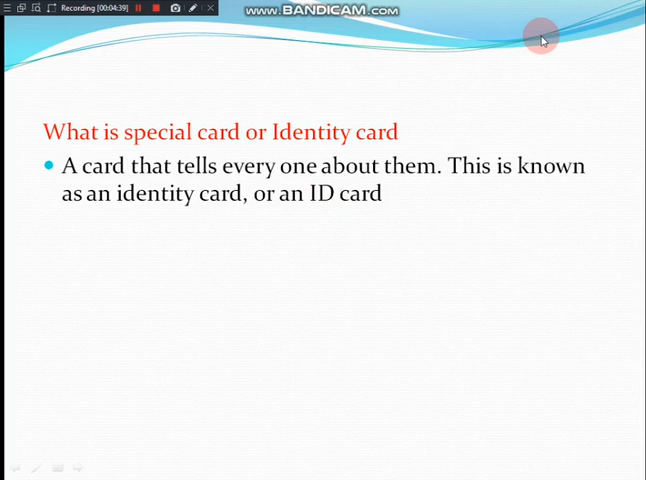 Recording [00:04:39]
www.BANDICAM.com
What is special card or Identity card
A card that tells every one about them. This is known
as an identity card, or an ID card